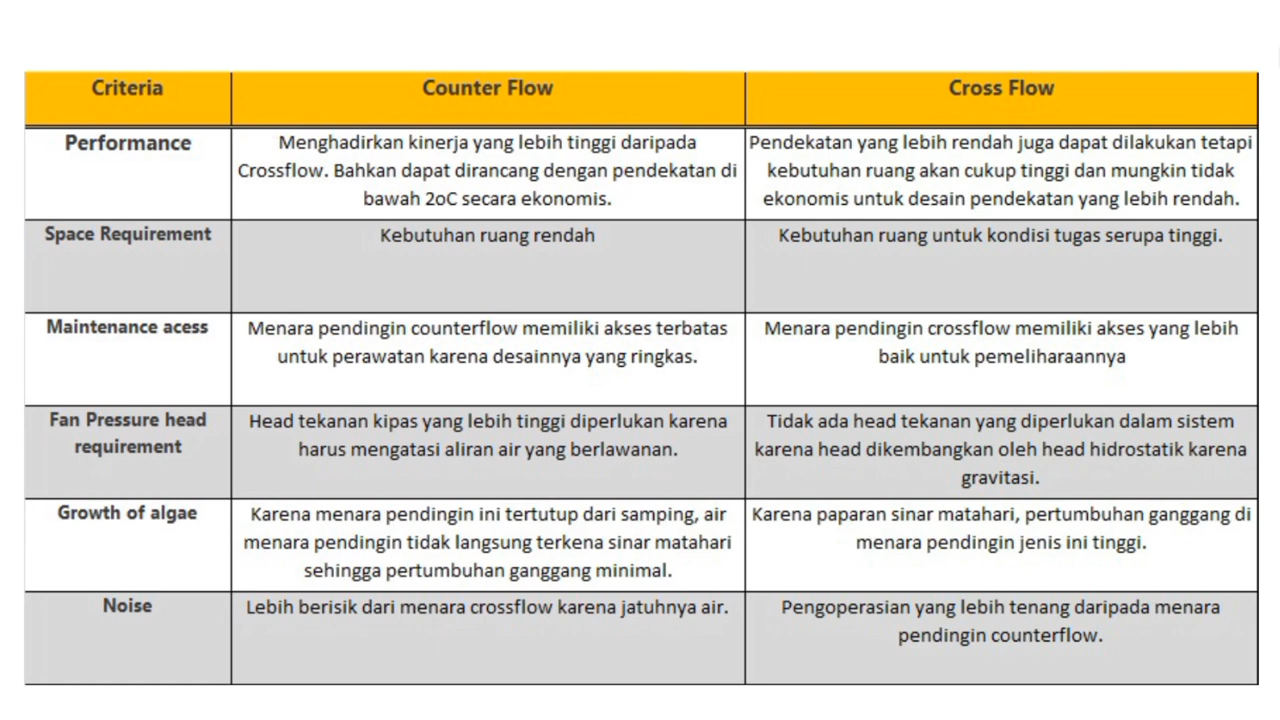 Criteria
Counter Flow
Cross Flow
Performance
Menghadirkan kinerja yang lebih tinggi daripada
Crossflow. Bahkan dapat dirancang dengan pendekatan di
bawah 2oC secara ekonomis.
Pendekatan yang lebih rendah juga dapat dilakukan tetapi
kebutuhan ruang akan cukup tinggi dan mungkin tidak
ekonomis untuk desain pendekatan yang lebih rendah.
Space Requirement
Kebutuhan ruang rendah
Kebutuhan ruang untuk kondisi tugas serupa tinggi.
Maintenance acess
Menara pendingin counterflow memiliki akses terbatas
untuk perawatan karena desainnya yang ringkas.
Menara pendingin crossflow memiliki akses yang lebih
baik untuk pemeliharaannya
Fan Pressure head
requirement
Head tekanan kipas yang lebih tinggi diperlukan karena
harus mengatasi aliran air yang berlawanan.
Tidak ada head tekanan yang diperlukan dalam sistem
karena head dikembangkan oleh head hidrostatik karena
gravitasi.
Growth of algae
Karena menara pendingin ini tertutup dari samping, air
menara pendingin tidak langsung terkena sinar matahari
sehingga pertumbuhan ganggang minimal.
Karena paparan sinar matahari, pertumbuhan ganggang di
menara pendingin jenis ini tinggi.
Noise
Lebih berisik dari menara crossflow karena jatuhnya air.
Pengoperasian yang lebih tenang daripada menara
pendingin counterflow.